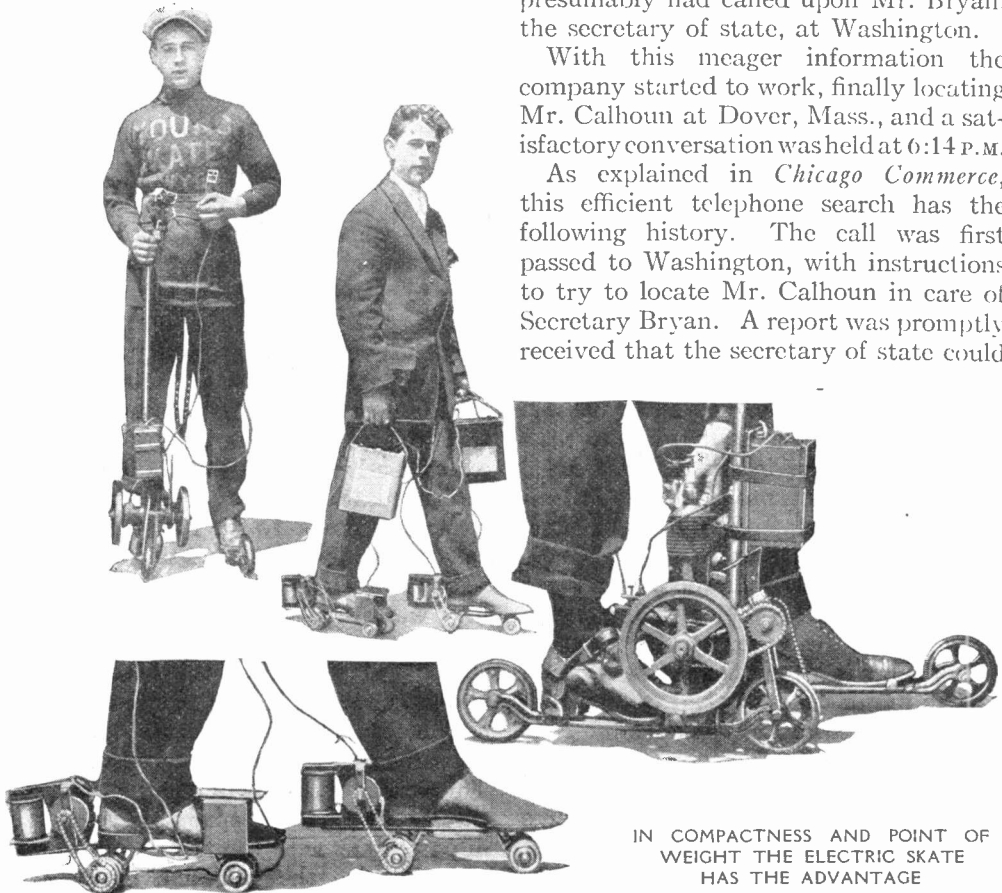 presumably had called upon Mr. Bryan,
the secretary of state, at Washington.
With this meager information the
company started to work, finally locating
Mr. Calhoun at Dover, Mass., and a sat-
isfactory conversation was held at 6:14 P.M.
As explained in Chicago Commerce,
this efficient telephone search has the
following history. The call was first
passed to Washington, with instructions
to try to locate Mr. Calhoun in care of
Secretary Bryan. A report was promptly
received that the secretary of state could
IN COMPACTNESS AND POINT OF
WEIGHT THE ELECTRIC SKATE
HAS THE ADVANTAGE